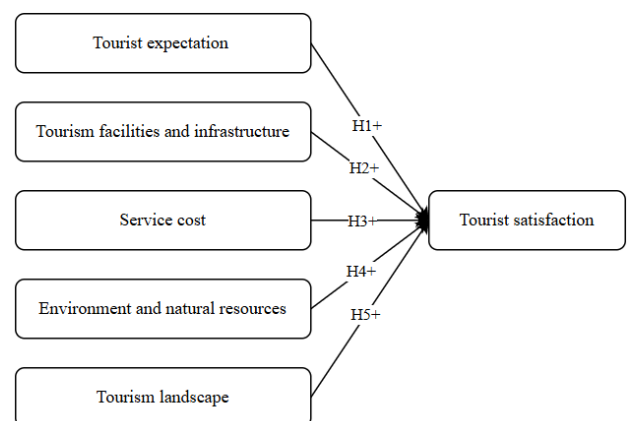 Tourist expectation
H1+
Tourism facilities and infrastructure
H2+
Service cost
H3+
Tourist satisfaction
Environment and natural resources
H4+
H5+
Tourism landscape